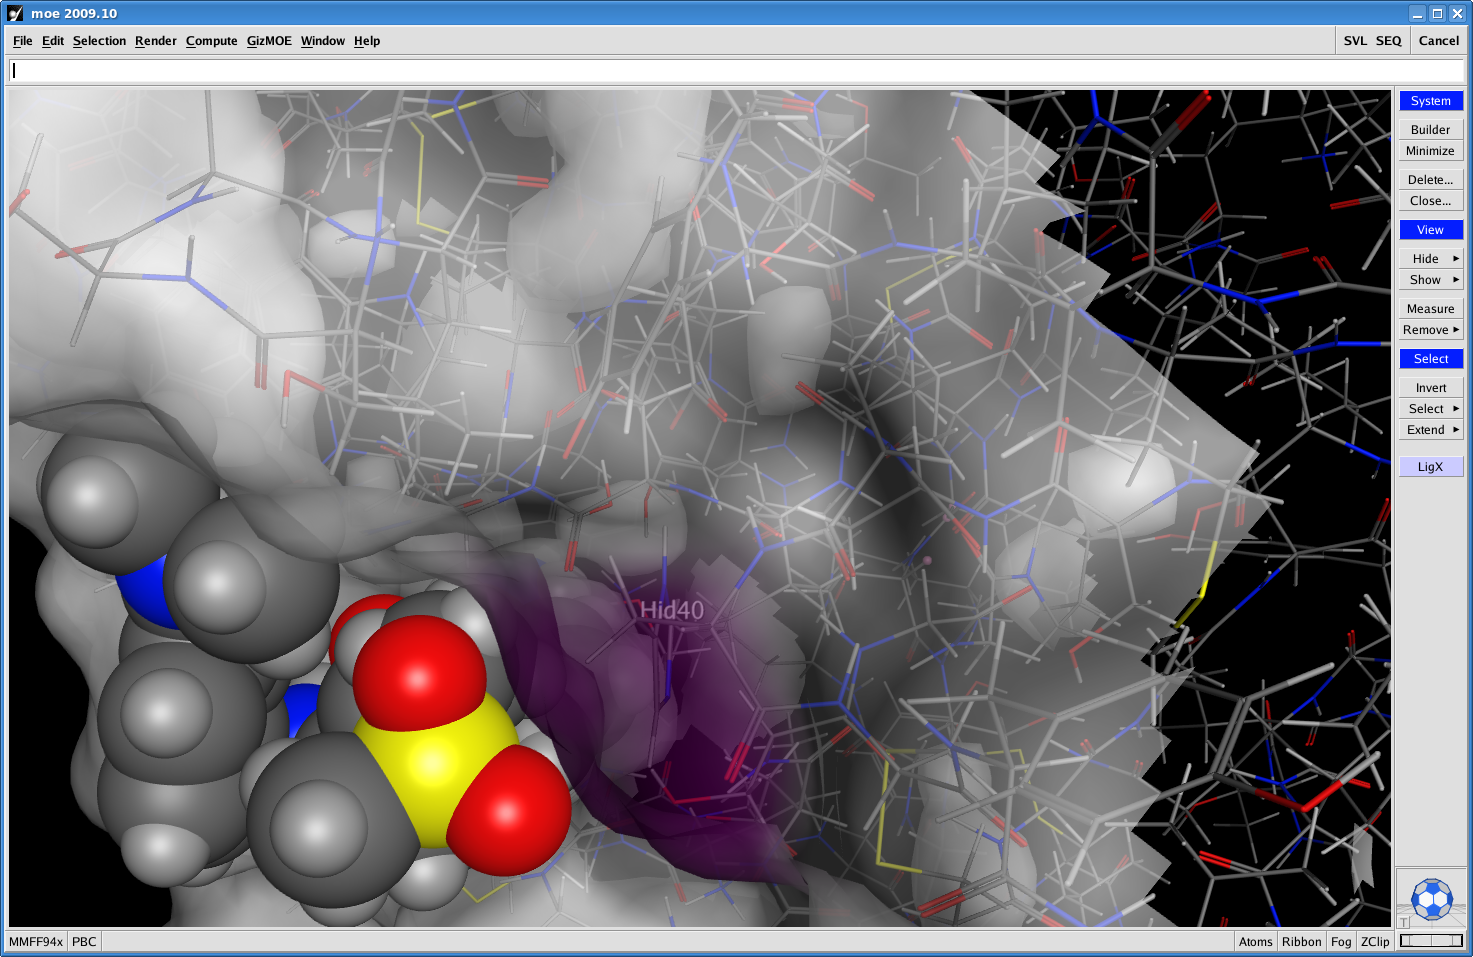 moe 2009.10
File Edit Selection Render Compute GizMOE Window Help SVL SEQ Cancel
System
Builder
Minimize
Delete...
Close...
View
Hide
Show
Measure
Remove
Select
Invert
Select
Extend
LigX
Hid40
T
MMFF94x PBC Atoms Ribbon Fog ZClip